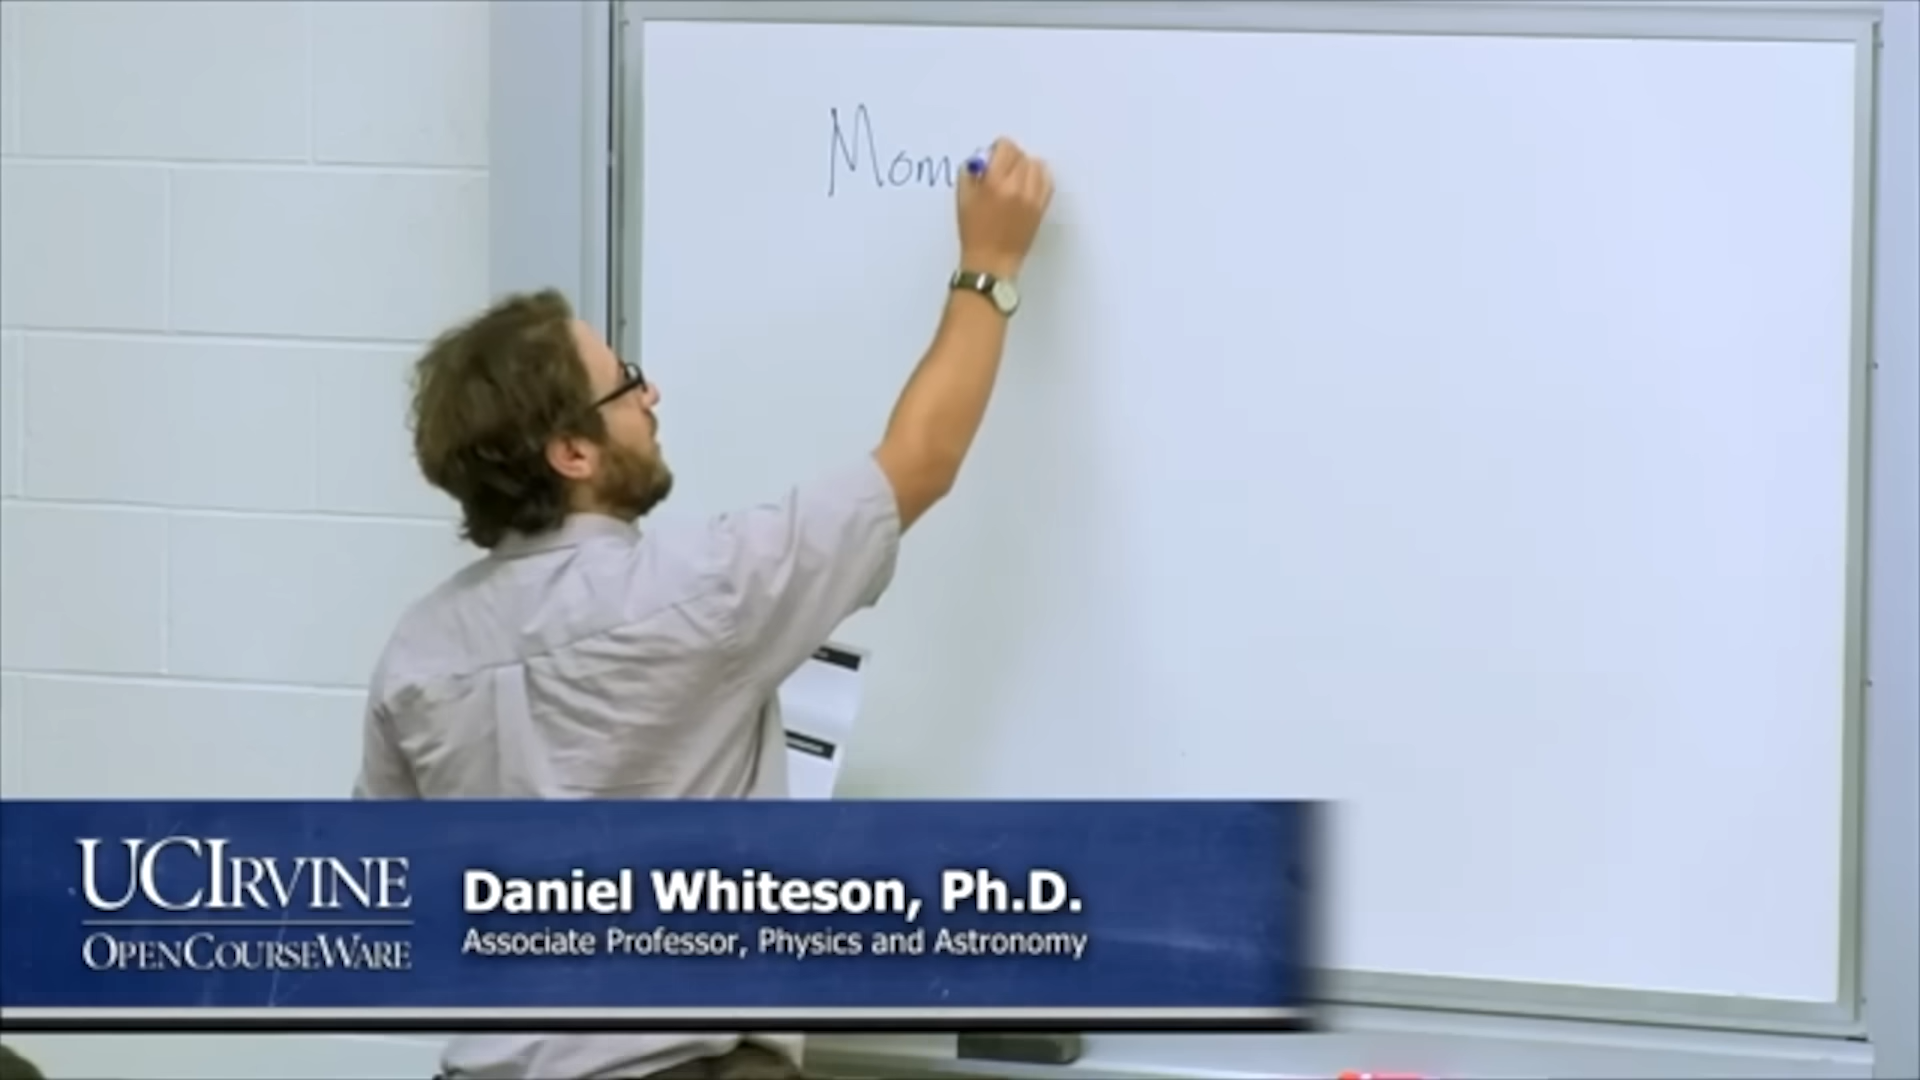 Mom
UCIRVINE
OPENCOURSEWARE
Daniel Whiteson, Ph.D.
Associate Professor, Physics and Astronomy